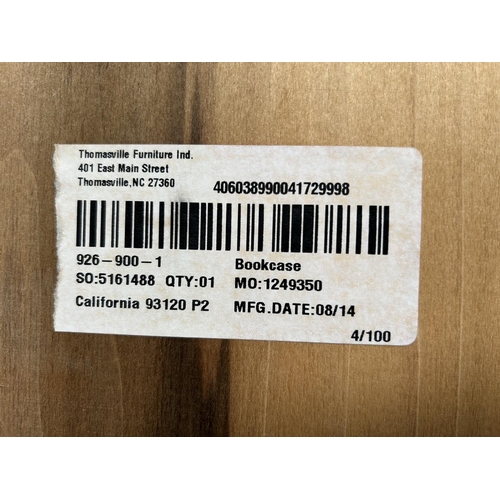 Thomasville Furniture Ind.
401 East Main Street
Thomasville,NC 27360
406038990041729998
926-900-1 Bookcase
SO:5161488 QTY:01 MO:1249350
California 93120 P2 MFG.DATE:08/14
4/100